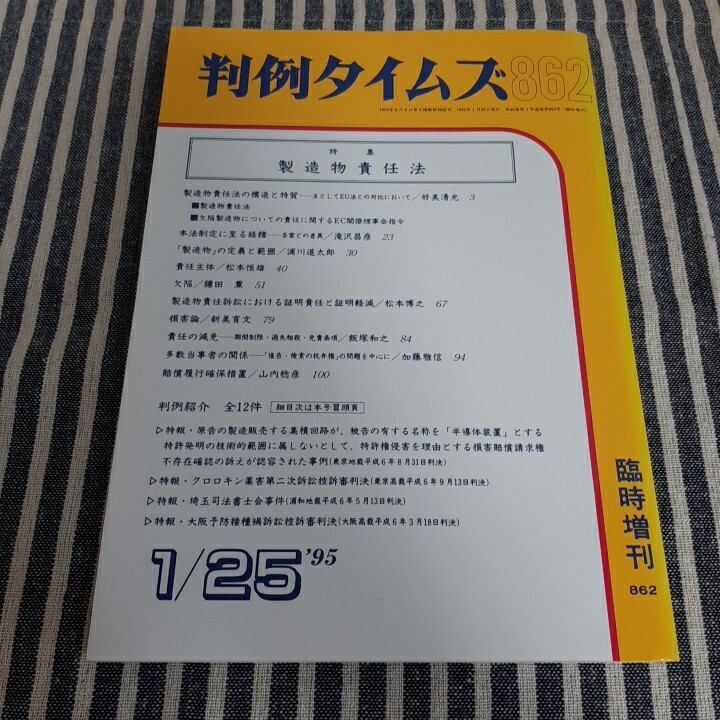 判例タイムズ862
特集
製造物責任法
製造物責任法の構造と特質――主としてEU法との対比において／好美清光 3
■製造物責任法
■欠陥製造物についての責任に関するEC閣僚理事会指令
本法制定に至る経緯――各案との差異／滝沢昌彦 23
「製造物」の定義と範囲／浦川道太郎 30
責任主体／松本恒雄 40
欠陥／鎌田 薫 51
製造物責任訴訟における証明責任と証明軽減／松本博之 67
損害論／新美育文 79
責任の減免――期間制限・過失相殺・免責条項／飯塚和之 84
多数当事者の関係――「催告・検索の抗弁権」の問題を中心に／加藤雅信 94
賠償履行確保措置／山内稔彦 100
判例紹介 全12件 細目次は本号冒頭頁
▷特報・原告の製造販売する集積回路が、被告の有する名称を「半導体装置」とする
特許発明の技術的範囲に属しないとして、特許権侵害を理由とする損害賠償請求権
不存在確認の訴えが認容された事例(東京地裁平成6年8月31日判決)
▷特報・クロロキン薬害第二次訴訟控訴審判決(東京高裁平成6年9月13日判決)
▷特報・埼玉司法書士会事件(浦和地裁平成6年5月13日判決)
▷特報・大阪予防接種禍訴訟控訴審判決(大阪高裁平成6年3月18日判決)
1/25'95
臨時増刊
862